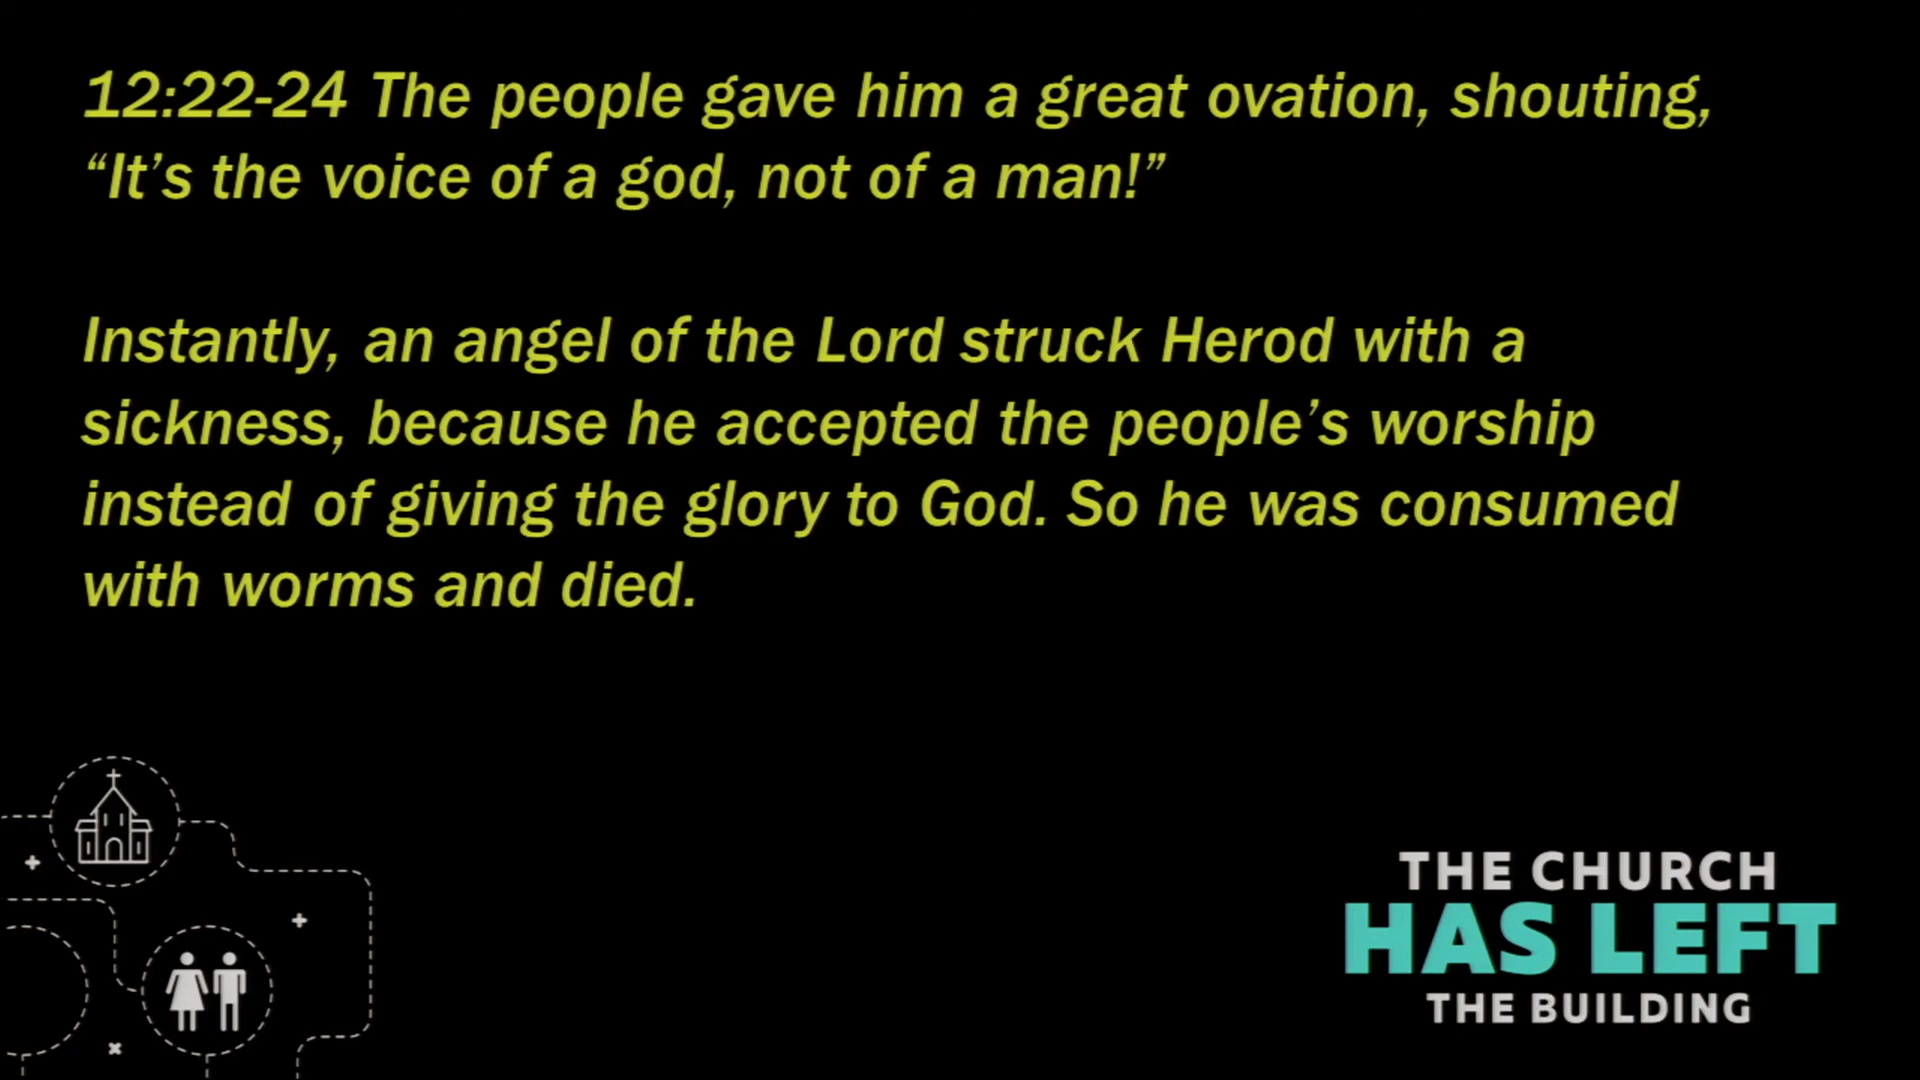 12:22-24 The people gave him a great ovation, shouting,
“It’s the voice of a god, not of a man!”
Instantly, an angel of the Lord struck Herod with a
sickness, because he accepted the people’s worship
instead of giving the glory to God. So he was consumed
with worms and died.
THE CHURCH
HAS LEFT
THE BUILDING